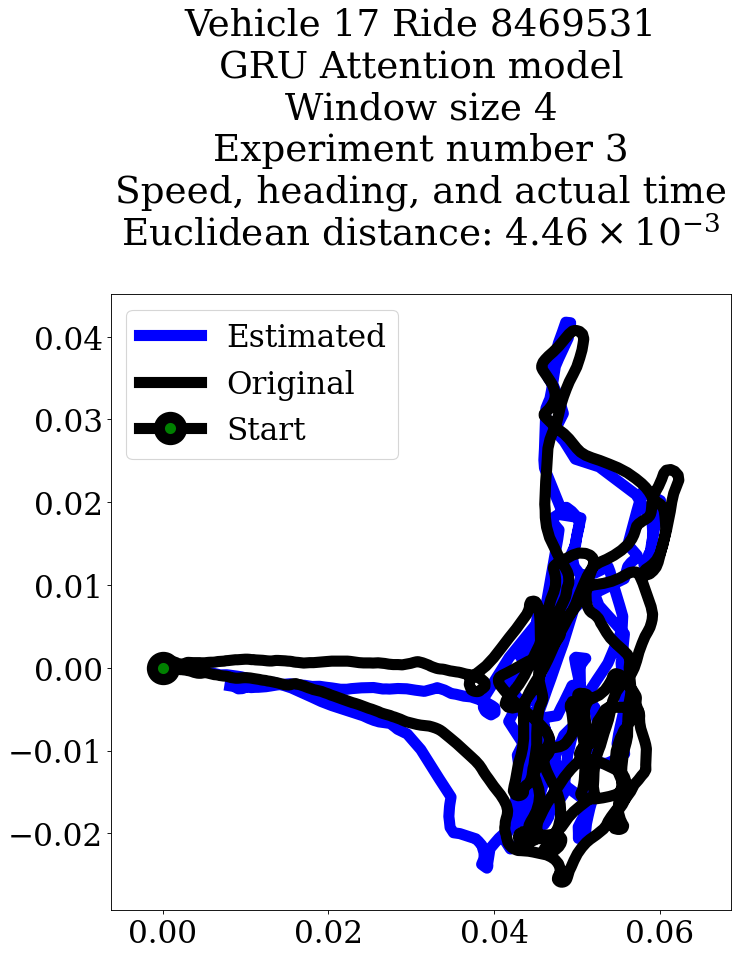 Vehicle 17 Ride 8469531
GRU Attention model
Window size 4
Experiment number 3
Speed, heading, and actual time
Euclidean distance: 4.46 × 10⁻³
Estimated
Original
Start
0.04
0.03
0.02
0.01
0.00
−0.01
−0.02
0.00 0.02 0.04 0.06